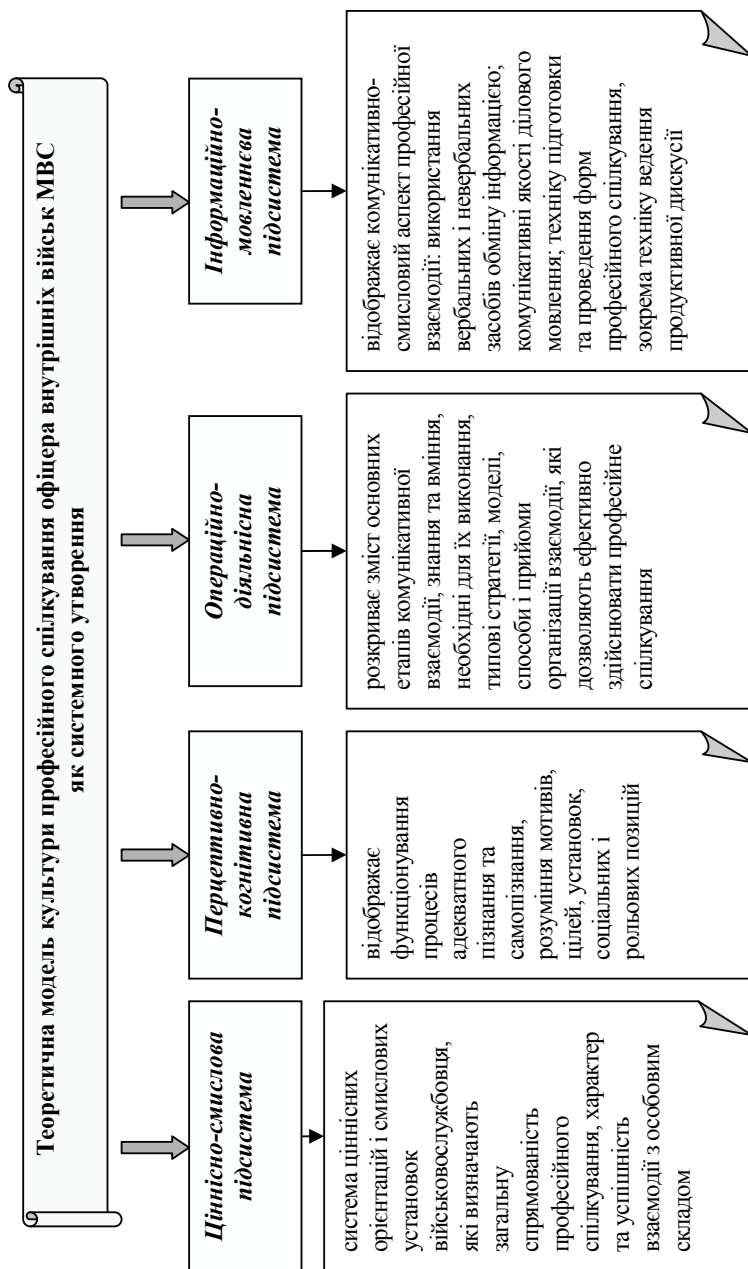 Теоретична модель культури професійного спілкування офіцера внутрішніх військ МВС
як системного утворення
Ціннісно-смислова
підсистема
система ціннісних
орієнтацій і смислових
установок
військовослужбовця,
які визначають
загальну
спрямованість
професійного
спілкування, характер
та успішність
взаємодії з особовим
складом
Перцептивно-
когнітивна
підсистема
відображає
функціонування
процесів
адекватного
пізнання та
самопізнання,
розуміння мотивів,
цілей, установок,
соціальних і
рольових позицій
Операційно-
діяльнісна
підсистема
розкриває зміст основних
етапів комунікативної
взаємодії, знання та вміння,
необхідні для їх виконання,
типові стратегії, моделі,
способи і прийоми
організації взаємодії, які
дозволяють ефективно
здійснювати професійне
спілкування
Інформаційно-
мовленнєва
підсистема
відображає комунікативно-
смисловий аспект професійної
взаємодії: використання
вербальних і невербальних
засобів обміну інформацією;
комунікативні якості ділового
мовлення; техніку підготовки
та проведення форм
професійного спілкування,
зокрема техніку ведення
продуктивної дискусії